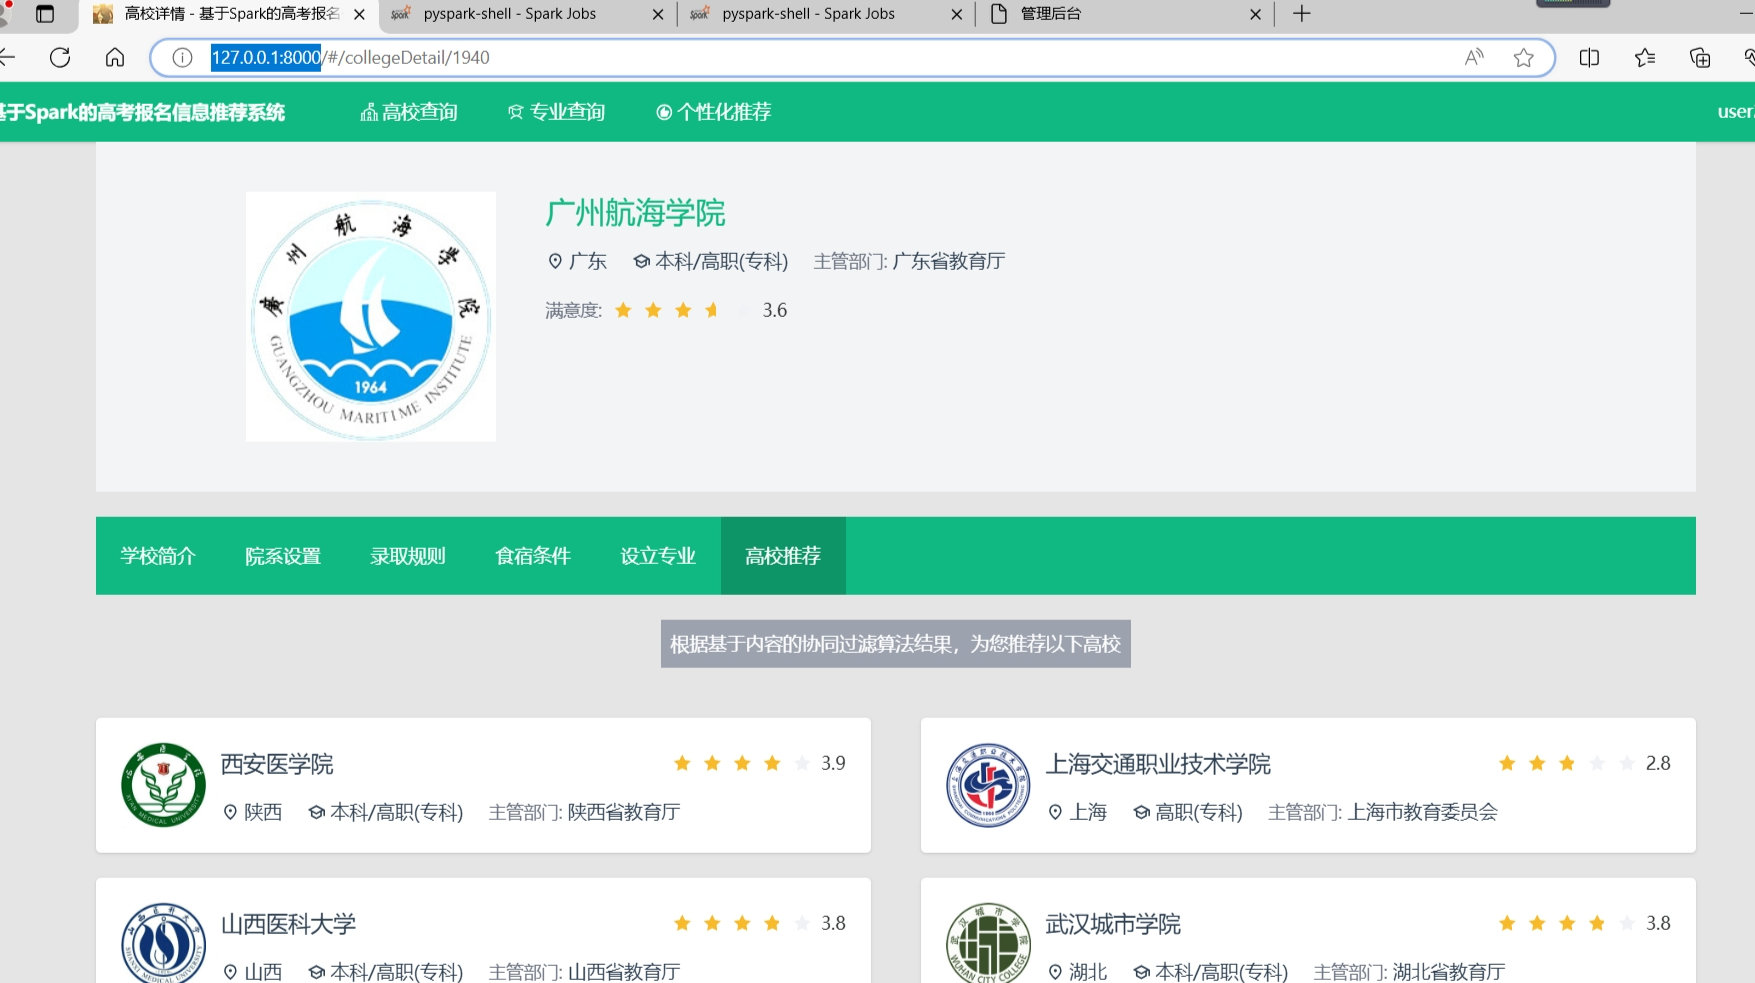 高校详情 - 基于Spark的高考报名
pyspark-shell - Spark Jobs
pyspark-shell - Spark Jobs
管理后台
127.0.0.1:8000/#/collegeDetail/1940
基于Spark的高考报名信息推荐系统
高校查询
专业查询
个性化推荐
user
廣州航海学院
GUANGZHOU MARITIME INSTITUTE
1964
广州航海学院
广东 本科/高职(专科) 主管部门: 广东省教育厅
满意度: 3.6
学校简介 院系设置 录取规则 食宿条件 设立专业 高校推荐
根据基于内容的协同过滤算法结果，为您推荐以下高校
西安医学院 3.9
陕西 本科/高职(专科) 主管部门: 陕西省教育厅
上海交通职业技术学院 2.8
上海 高职(专科) 主管部门: 上海市教育委员会
山西医科大学 3.8
山西 本科/高职(专科) 主管部门: 山西省教育厅
武汉城市学院 3.8
湖北 本科/高职(专科) 主管部门: 湖北省教育厅